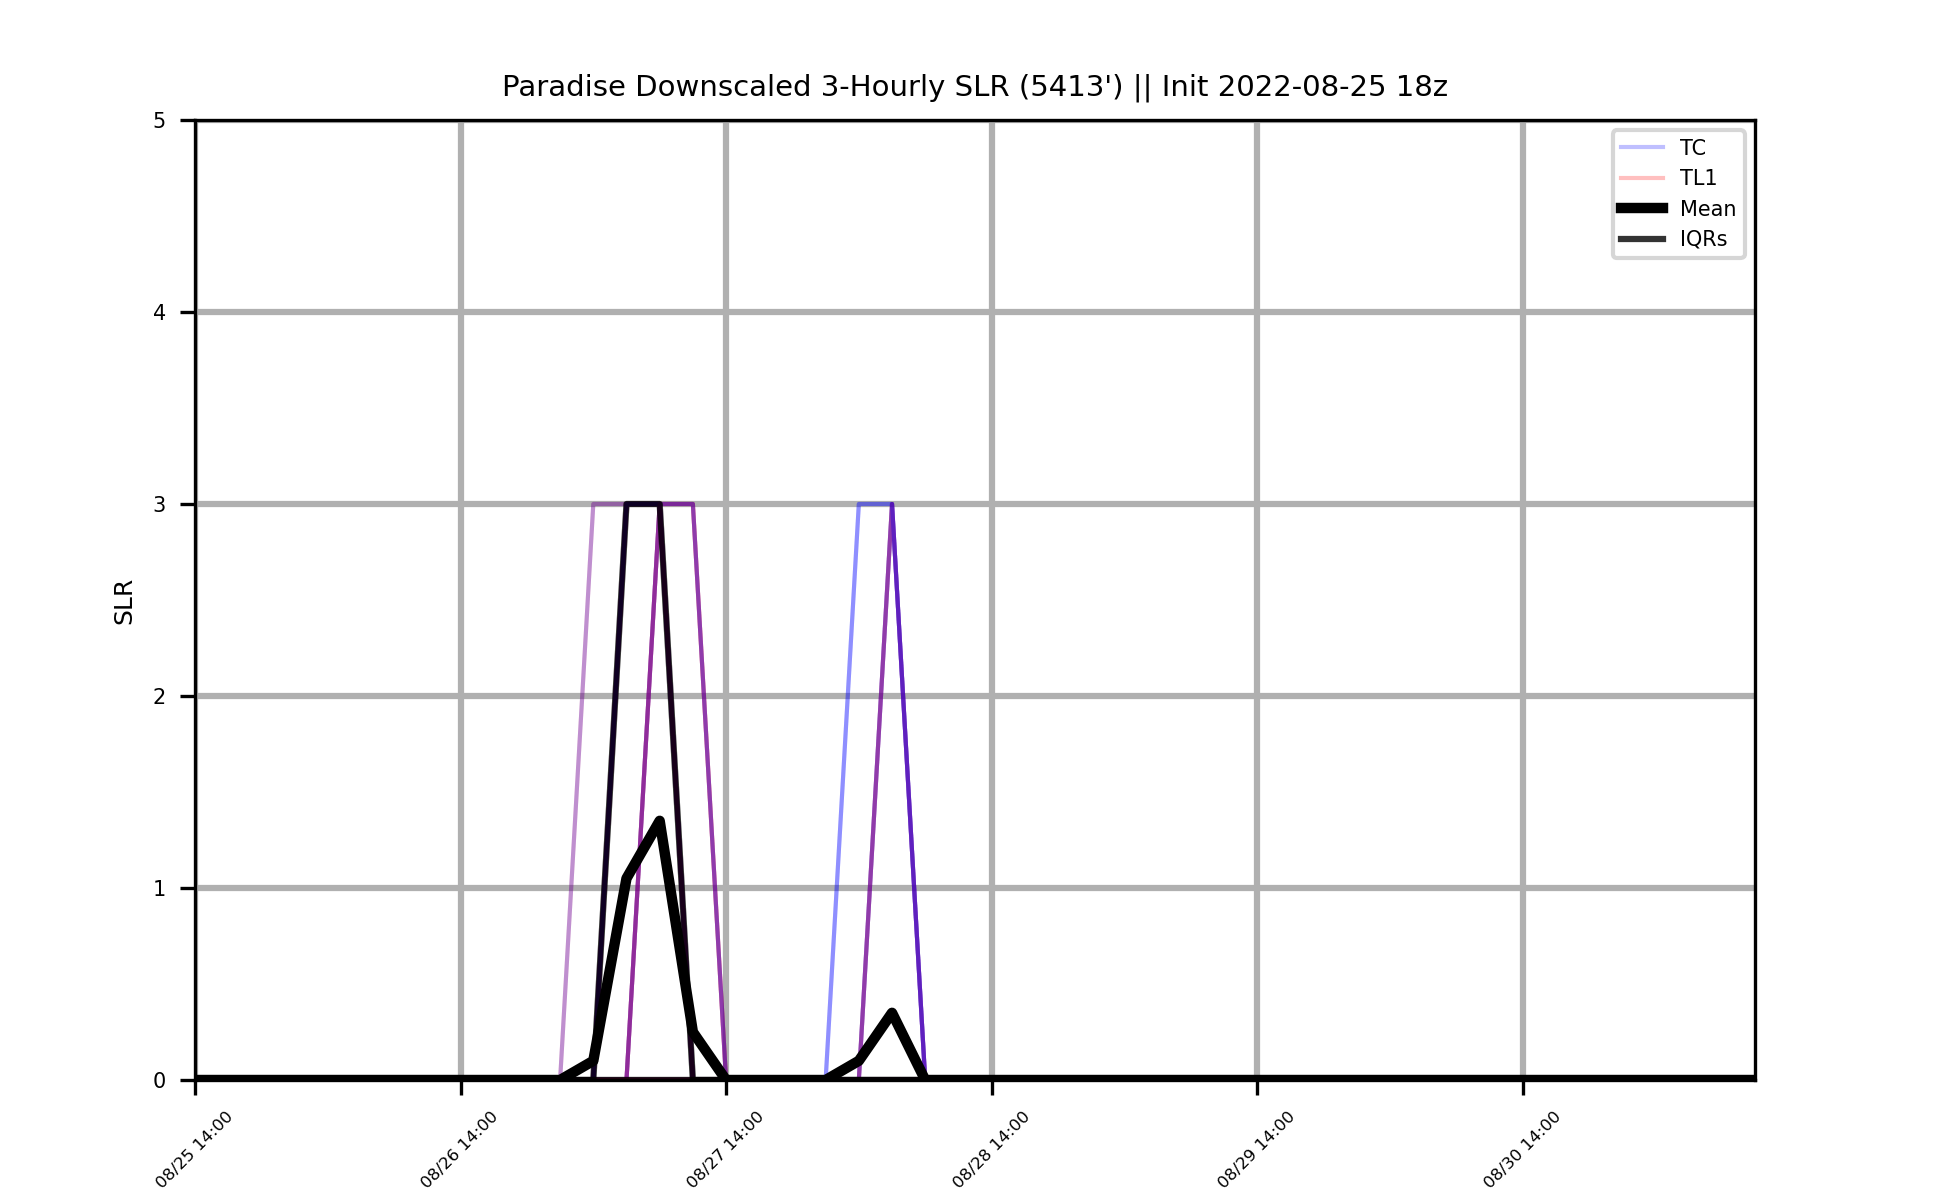 Paradise Downscaled 3-Hourly SLR (5413') || Init 2022-08-25 18z
5
4
3
2
1
0
SLR
TC
TL1
Mean
IQRs
08/25 14:00
08/26 14:00
08/27 14:00
08/28 14:00
08/29 14:00
08/30 14:00